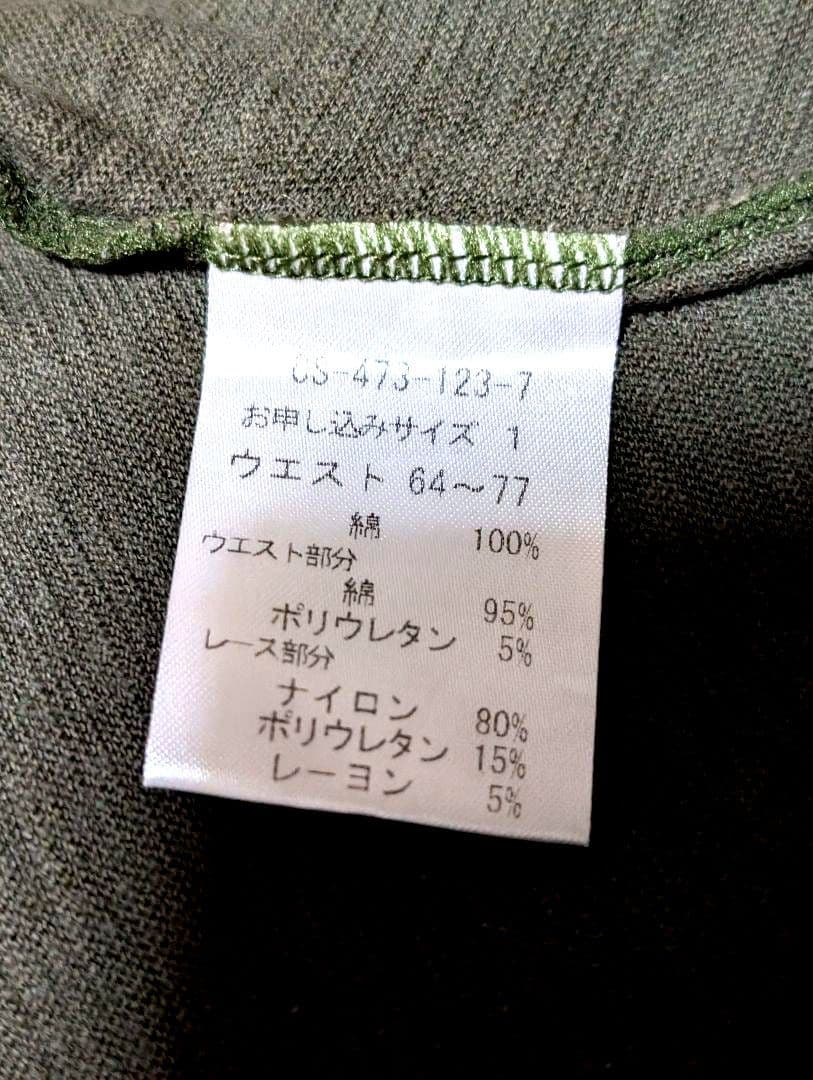 CS-473-123-7
お申し込みサイズ 1
ウエスト 64～77
綿 100%
ウエスト部分
綿 95%
ポリウレタン 5%
レース部分
ナイロン 80%
ポリウレタン 15%
レーヨン 5%